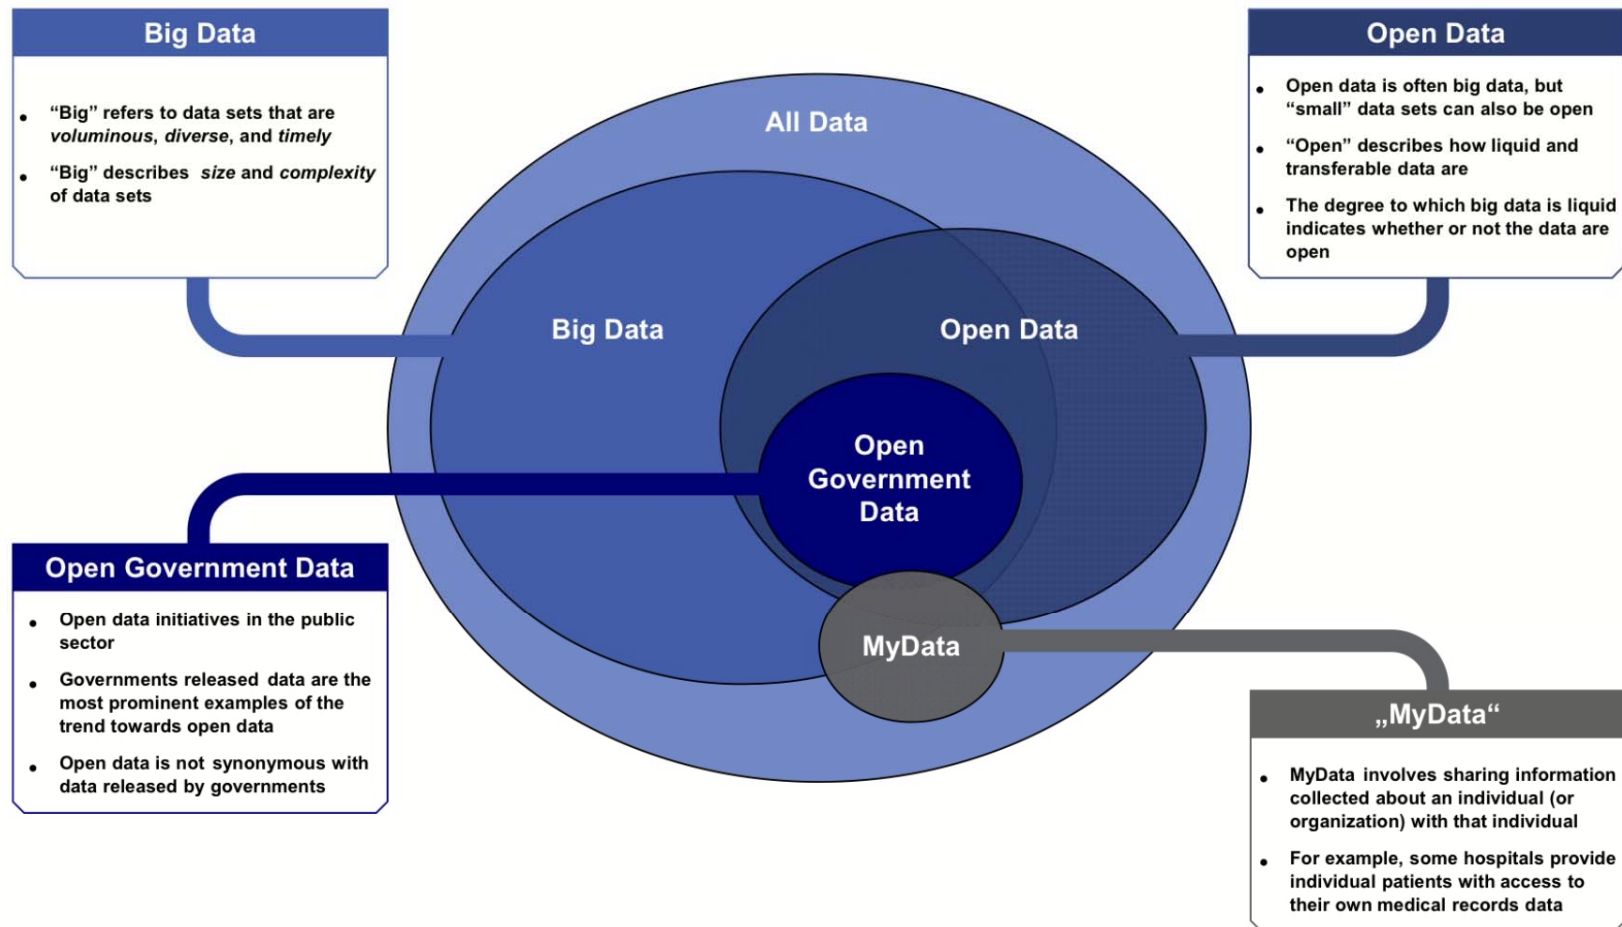 Big Data
• “Big” refers to data sets that are
voluminous, diverse, and timely
• “Big” describes size and complexity
of data sets
Open Data
• Open data is often big data, but
“small” data sets can also be open
• “Open” describes how liquid and
transferable data are
• The degree to which big data is liquid
indicates whether or not the data are
open
All Data
Big Data
Open Data
Open
Government
Data
MyData
Open Government Data
• Open data initiatives in the public
sector
• Governments released data are the
most prominent examples of the
trend towards open data
• Open data is not synonymous with
data released by governments
„MyData“
• MyData involves sharing information
collected about an individual (or
organization) with that individual
• For example, some hospitals provide
individual patients with access to
their own medical records data